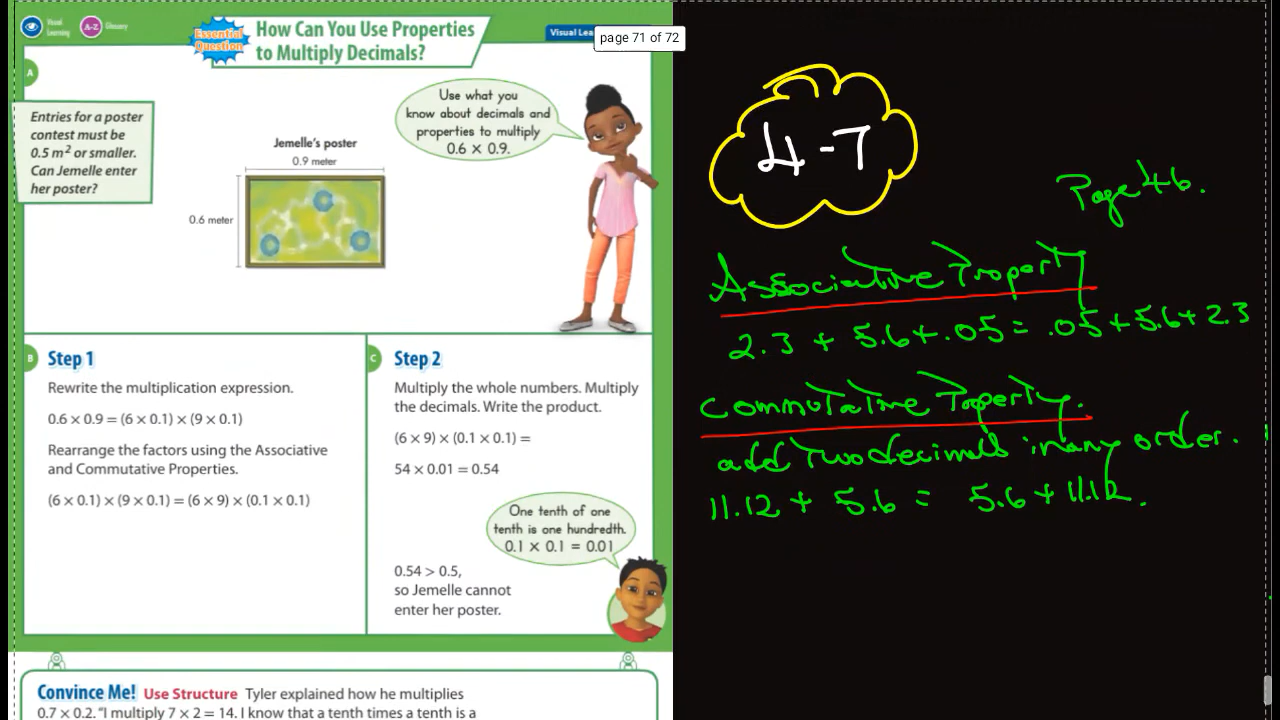 Visual
Learning
A-Z
Glossary
Essential
Question
How Can You Use Properties
to Multiply Decimals?
Visual Lea
page 71 of 72
A
Entries for a poster
contest must be
0.5 m² or smaller.
Can Jemelle enter
her poster?
Jemelle's poster
0.9 meter
0.6 meter
Use what you
know about decimals and
properties to multiply
0.6 × 0.9.
B
Step 1
Rewrite the multiplication expression.
0.6 × 0.9 = (6 × 0.1) × (9 × 0.1)
Rearrange the factors using the Associative
and Commutative Properties.
(6 × 0.1) × (9 × 0.1) = (6 × 9) × (0.1 × 0.1)
C
Step 2
Multiply the whole numbers. Multiply
the decimals. Write the product.
(6 × 9) × (0.1 × 0.1) =
54 × 0.01 = 0.54
One tenth of one
tenth is one hundredth.
0.1 × 0.1 = 0.01
0.54 > 0.5,
so Jemelle cannot
enter her poster.
Convince Me! Use Structure Tyler explained how he multiplies
0.7 × 0.2. "I multiply 7 × 2 = 14. I know that a tenth times a tenth is a
4-7
Page 46.
Associative Property
2.3 + 5.6 + .05 = .05 + 5.6 + 2.3
Commutative Property.
add Two decimals in any order.
11.12 + 5.6 = 5.6 + 11.12.